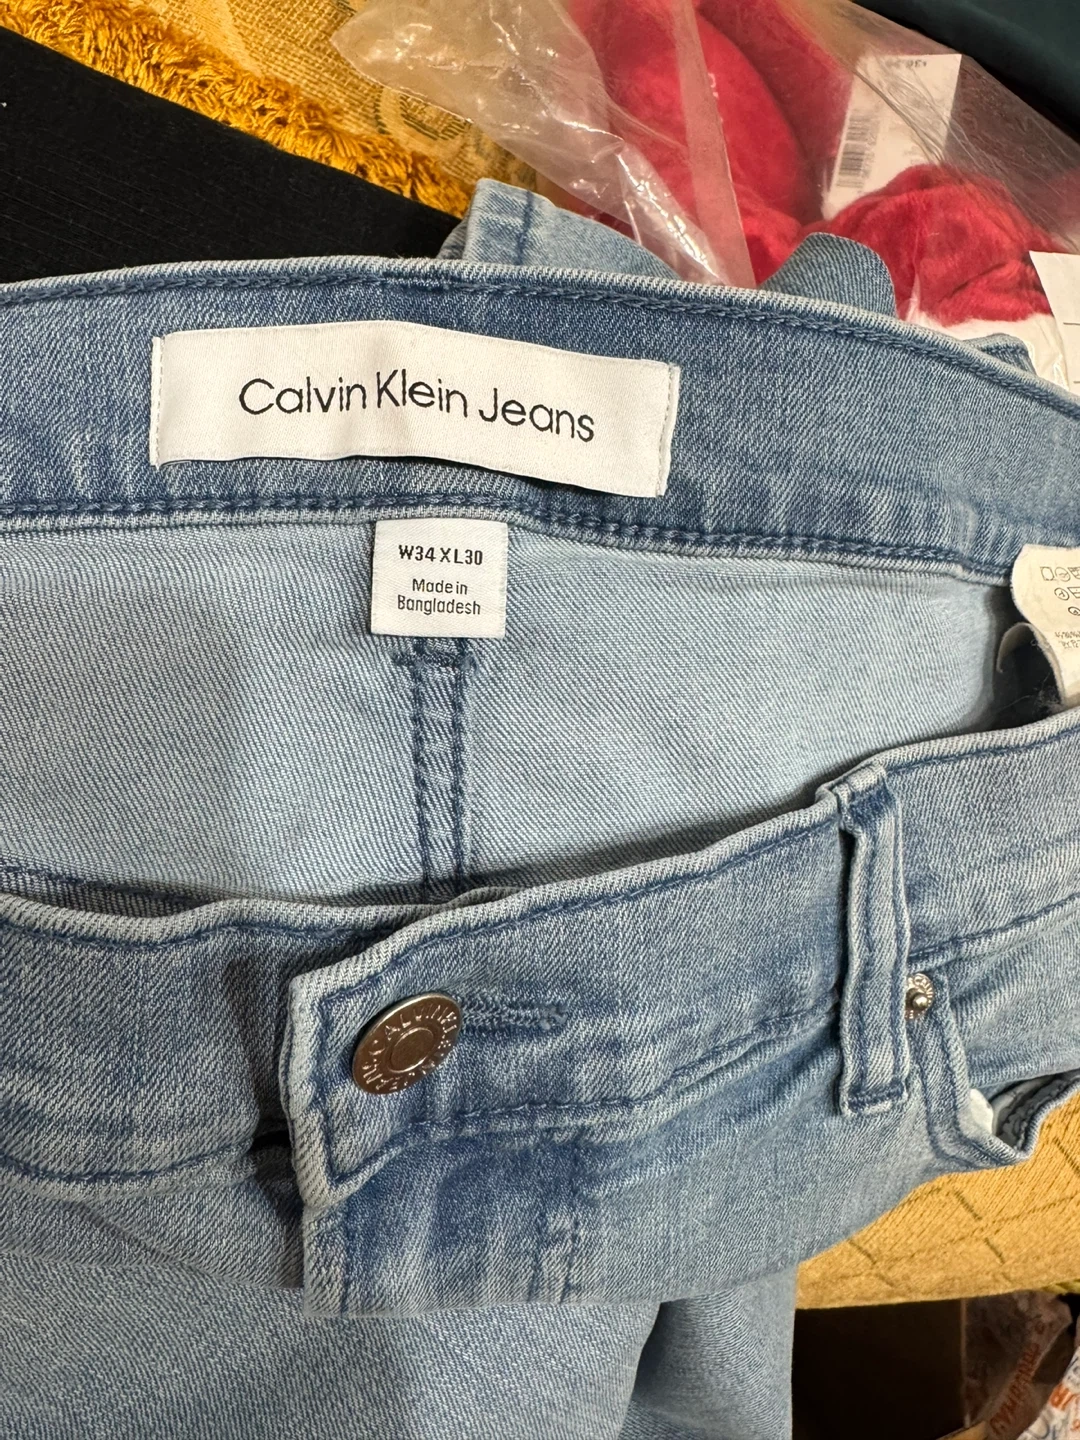 Calvin Klein Jeans
W34 X L30
Made in
Bangladesh